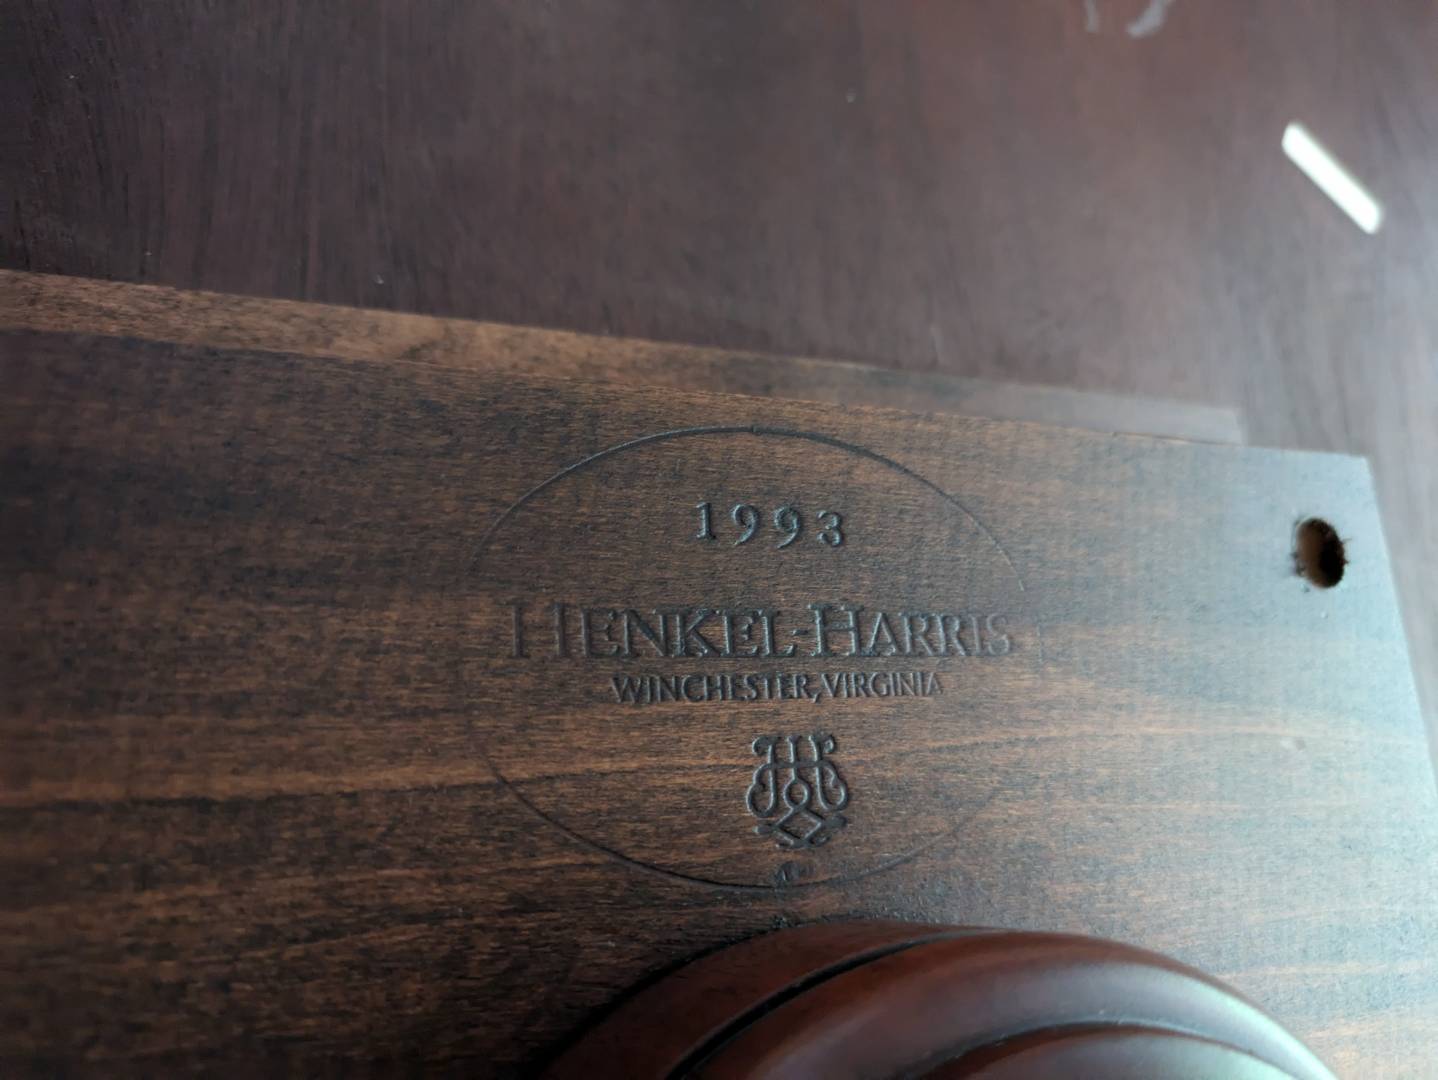 1993
HENKEL-HARRIS
WINCHESTER, VIRGINIA